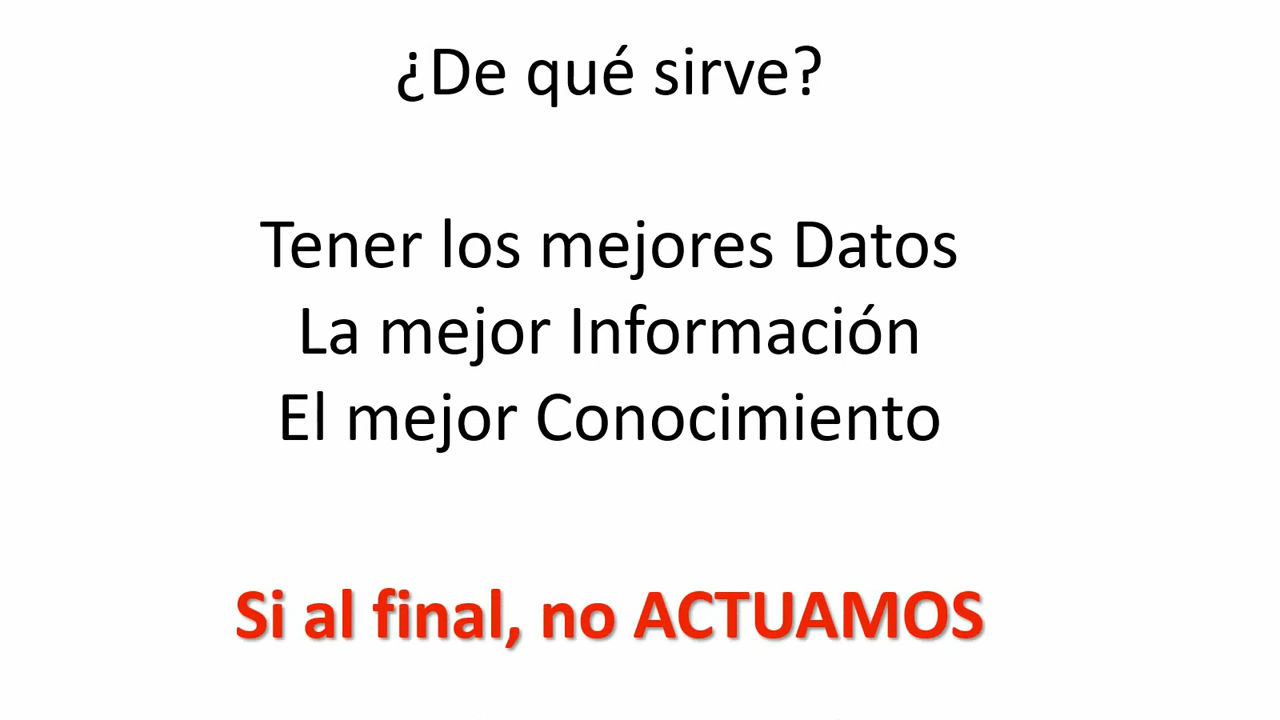 ¿De qué sirve?
Tener los mejores Datos
La mejor Información
El mejor Conocimiento
Si al final, no ACTUAMOS